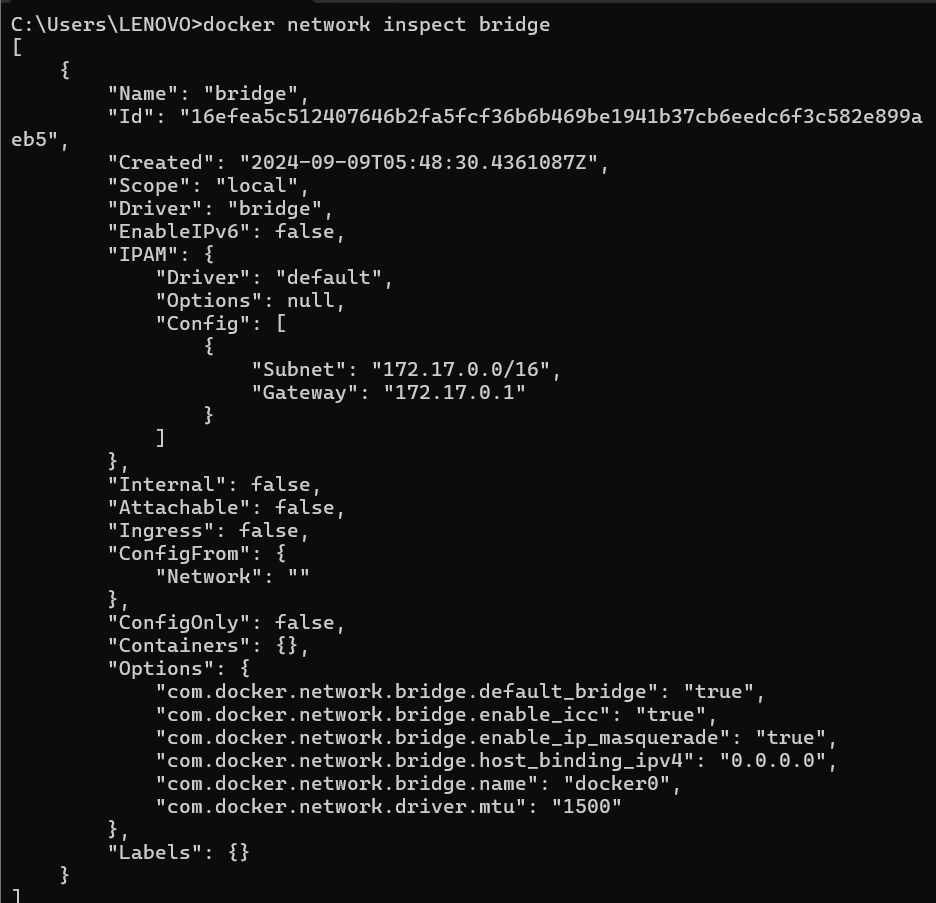 C:\Users\LENOVO>docker network inspect bridge
[
    {
        "Name": "bridge",
        "Id": "16efea5c512407646b2fa5fcf36b6b469be1941b37cb6eedc6f3c582e899a
eb5",
        "Created": "2024-09-09T05:48:30.4361087Z",
        "Scope": "local",
        "Driver": "bridge",
        "EnableIPv6": false,
        "IPAM": {
            "Driver": "default",
            "Options": null,
            "Config": [
                {
                    "Subnet": "172.17.0.0/16",
                    "Gateway": "172.17.0.1"
                }
            ]
        },
        "Internal": false,
        "Attachable": false,
        "Ingress": false,
        "ConfigFrom": {
            "Network": ""
        },
        "ConfigOnly": false,
        "Containers": {},
        "Options": {
            "com.docker.network.bridge.default_bridge": "true",
            "com.docker.network.bridge.enable_icc": "true",
            "com.docker.network.bridge.enable_ip_masquerade": "true",
            "com.docker.network.bridge.host_binding_ipv4": "0.0.0.0",
            "com.docker.network.bridge.name": "docker0",
            "com.docker.network.driver.mtu": "1500"
        },
        "Labels": {}
    }
]